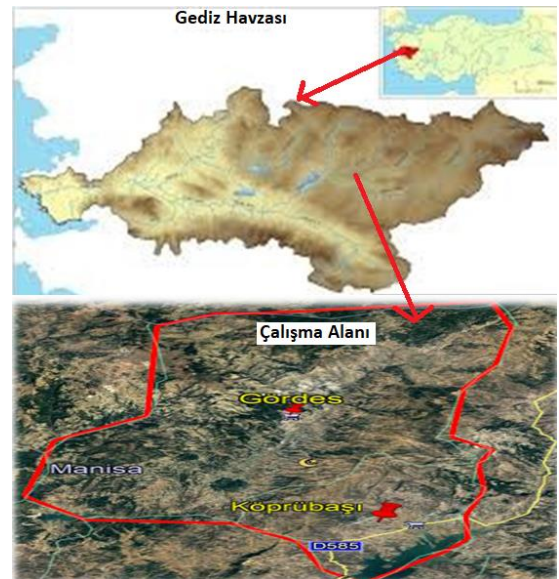 Gediz Havzası
Çalışma Alanı
Gördes
Manisa
Köprübaşı
D585